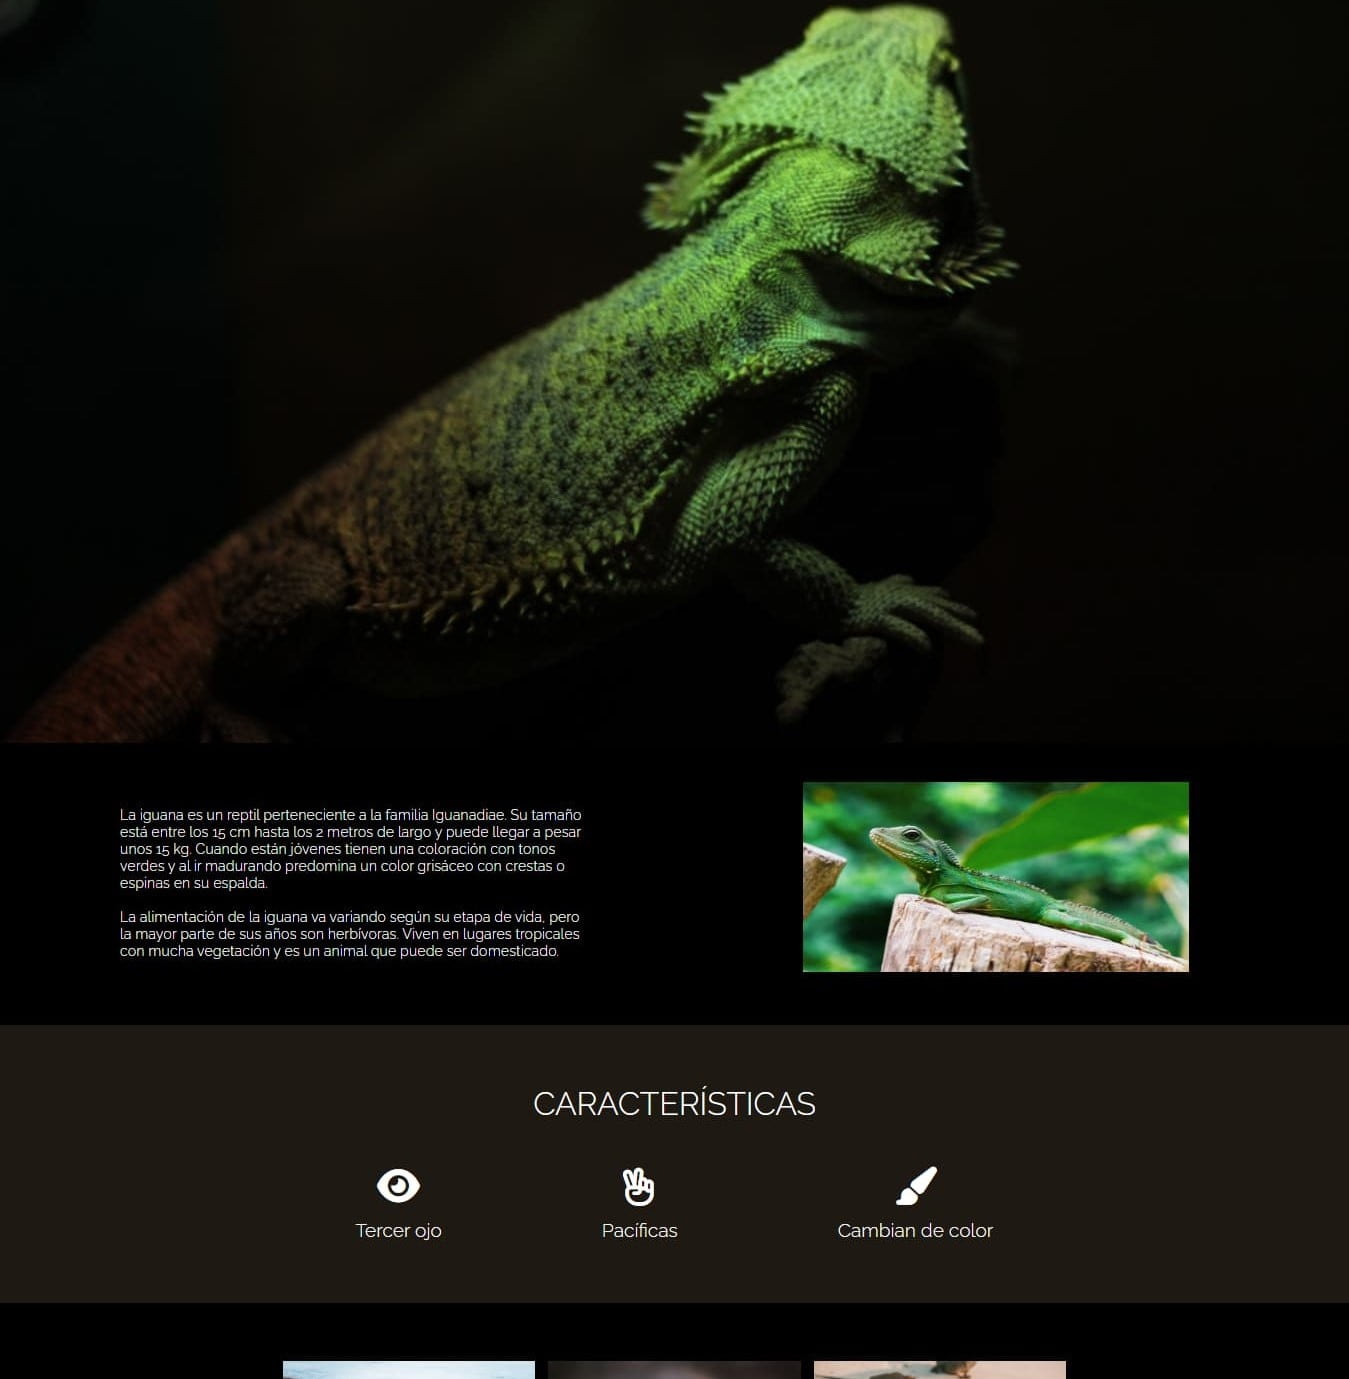 La iguana es un reptil perteneciente a la familia Iguanadiae. Su tamaño
está entre los 15 cm hasta los 2 metros de largo y puede llegar a pesar
unos 15 kg. Cuando están jóvenes tienen una coloración con tonos
verdes y al ir madurando predomina un color grisáceo con crestas o
espinas en su espalda.
La alimentación de la iguana va variando según su etapa de vida, pero
la mayor parte de sus años son herbívoras. Viven en lugares tropicales
con mucha vegetación y es un animal que puede ser domesticado.
CARACTERÍSTICAS
Tercer ojo
Pacíficas
Cambian de color